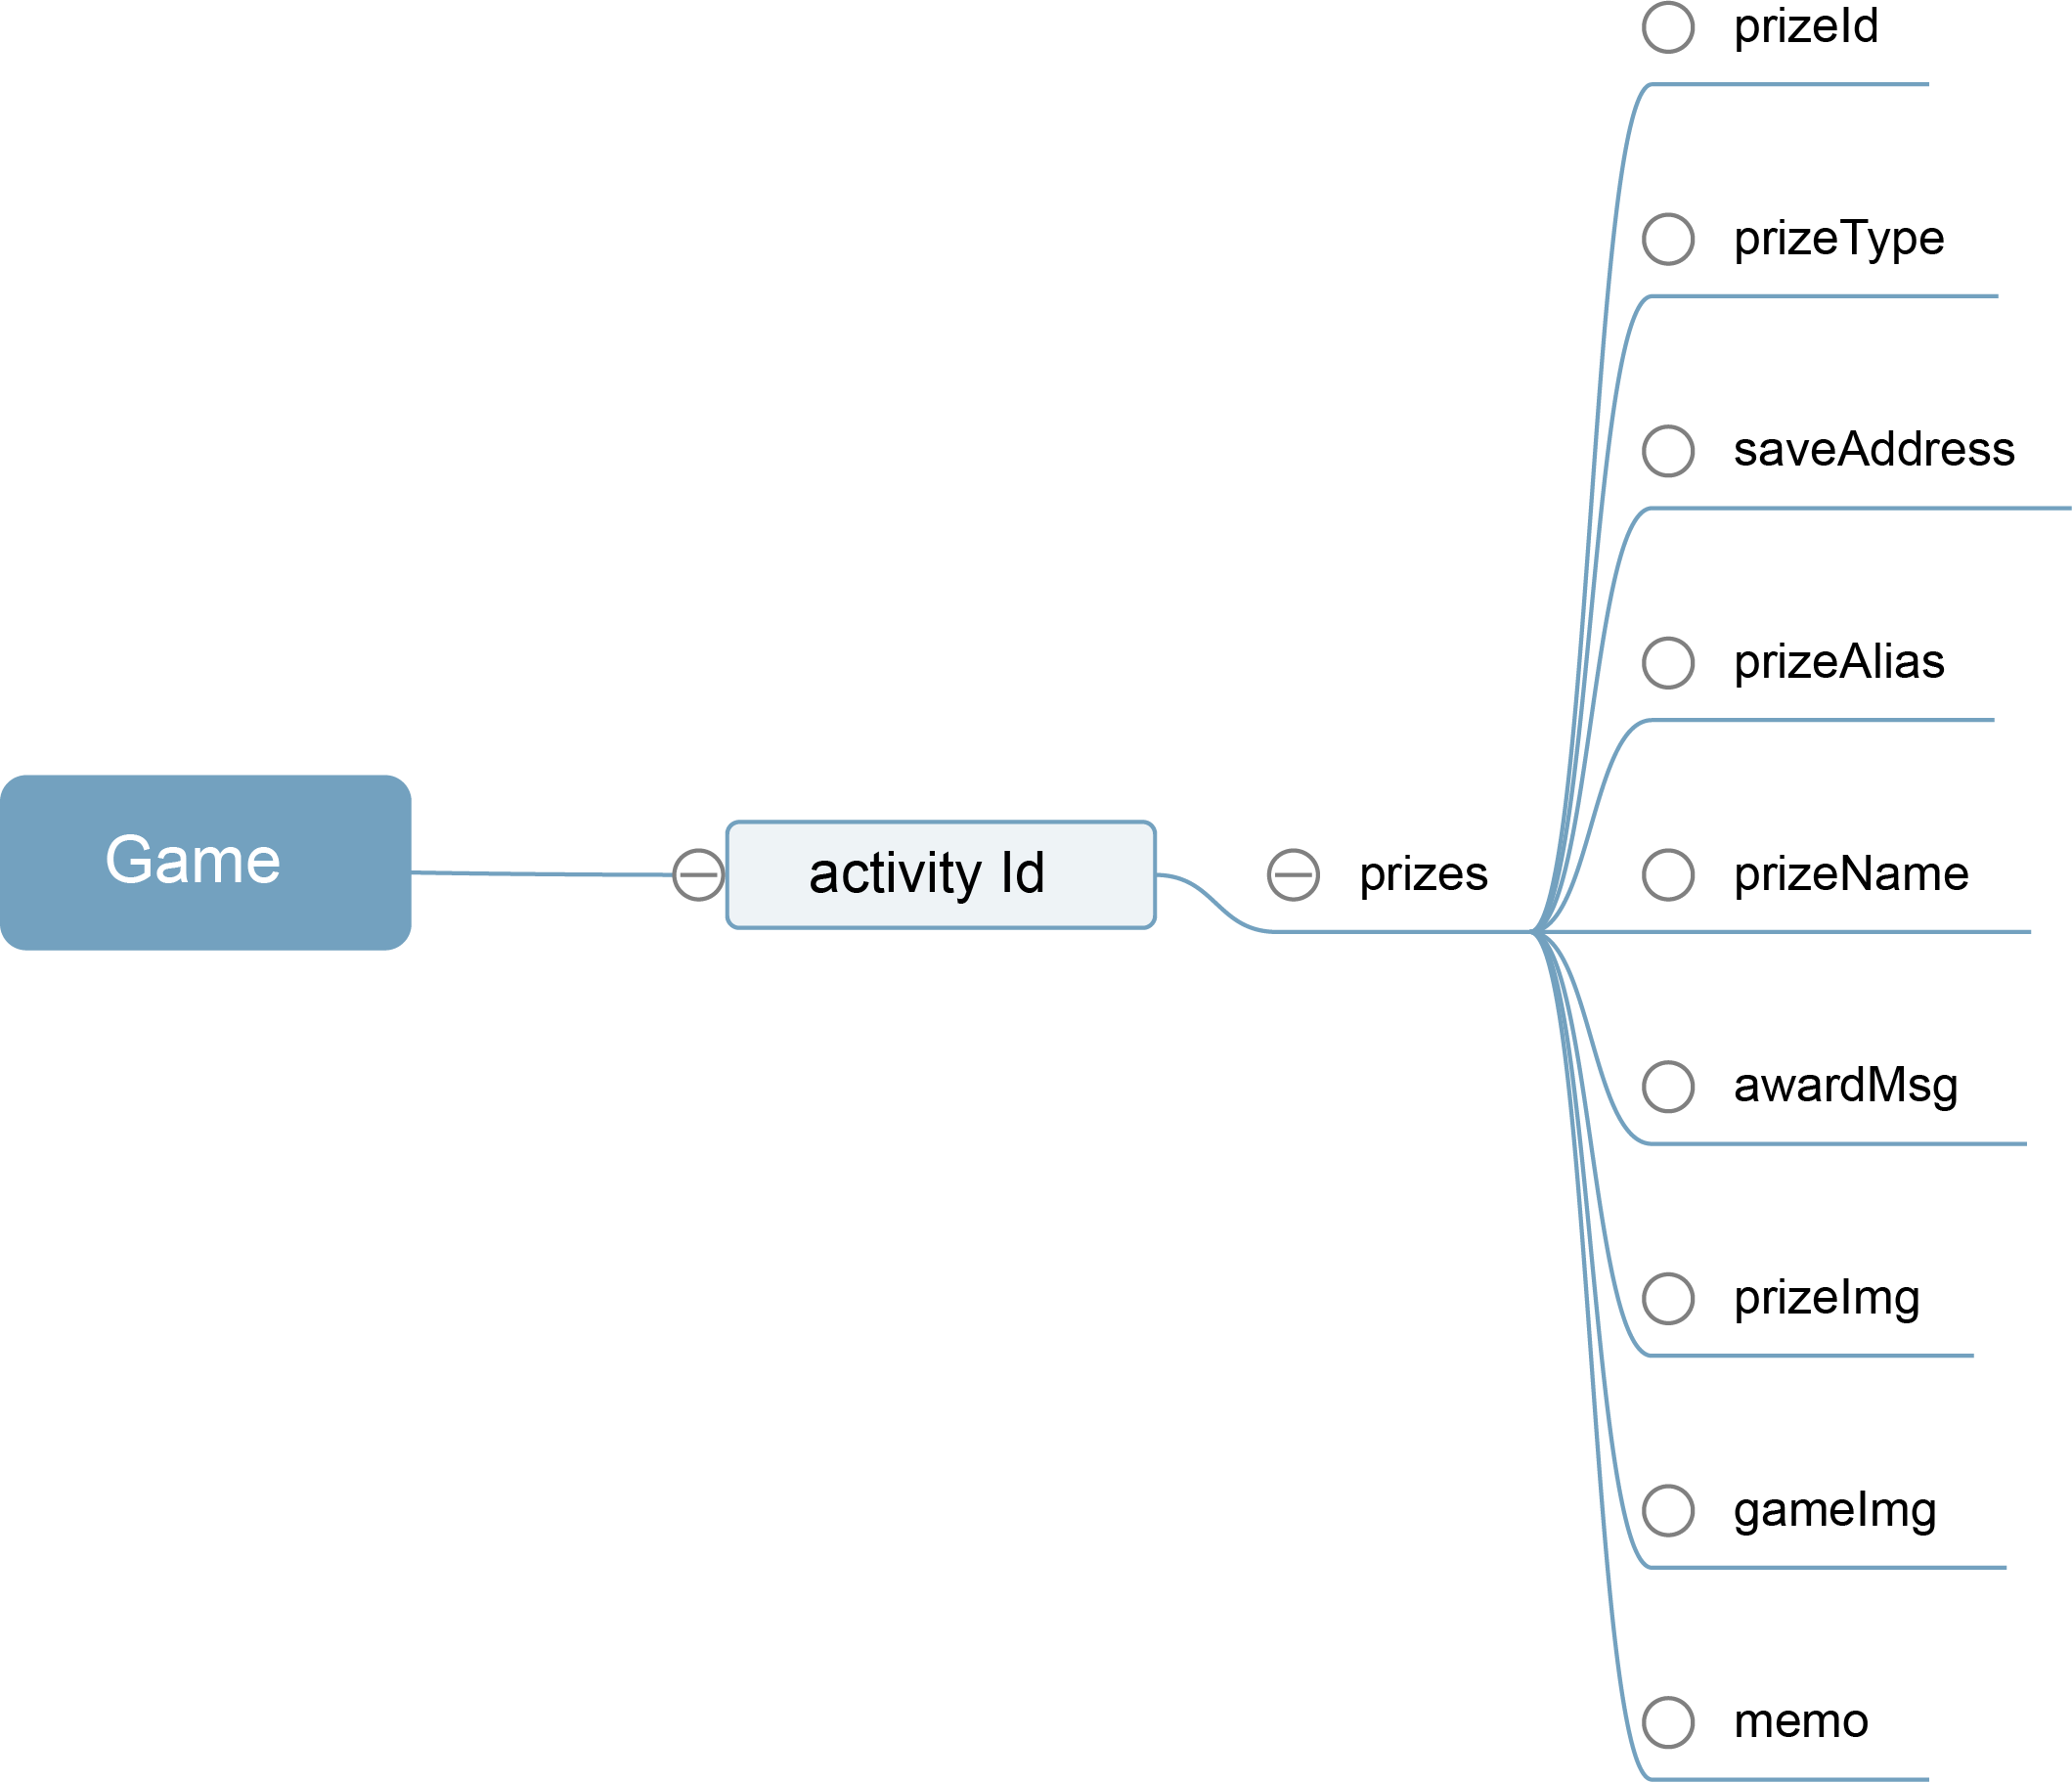 Game
activity Id
prizes
prizeId
prizeType
saveAddress
prizeAlias
prizeName
awardMsg
prizeImg
gameImg
memo